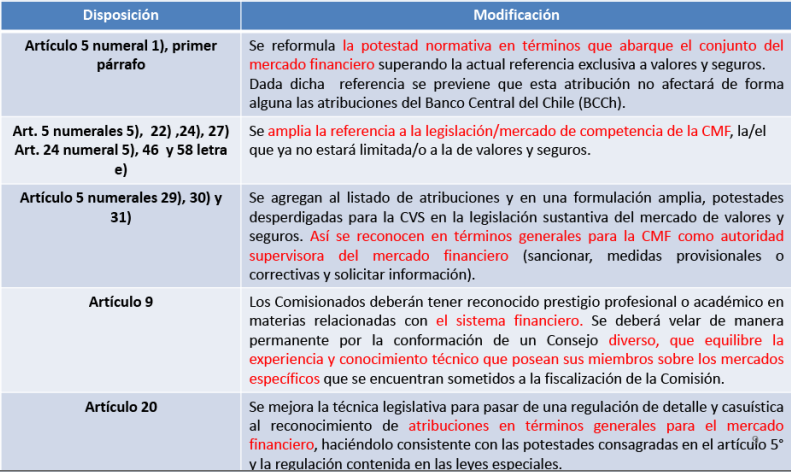 Disposición
Modificación
Artículo 5 numeral 1), primer
párrafo
Se reformula la potestad normativa en términos que abarque el conjunto del
mercado financiero superando la actual referencia exclusiva a valores y seguros.
Dada dicha referencia se previene que esta atribución no afectará de forma
alguna las atribuciones del Banco Central del Chile (BCCh).
Art. 5 numerales 5), 22) ,24), 27)
Art. 24 numeral 5), 46 y 58 letra
e)
Se amplia la referencia a la legislación/mercado de competencia de la CMF, la/el
que ya no estará limitada/o a la de valores y seguros.
Artículo 5 numerales 29), 30) y
31)
Se agregan al listado de atribuciones y en una formulación amplia, potestades
desperdigadas para la CVS en la legislación sustantiva del mercado de valores y
seguros. Así se reconocen en términos generales para la CMF como autoridad
supervisora del mercado financiero (sancionar, medidas provisionales o
correctivas y solicitar información).
Artículo 9
Los Comisionados deberán tener reconocido prestigio profesional o académico en
materias relacionadas con el sistema financiero. Se deberá velar de manera
permanente por la conformación de un Consejo diverso, que equilibre la
experiencia y conocimiento técnico que posean sus miembros sobre los mercados
específicos que se encuentran sometidos a la fiscalización de la Comisión.
Artículo 20
Se mejora la técnica legislativa para pasar de una regulación de detalle y casuística
al reconocimiento de atribuciones en términos generales para el mercado
financiero, haciéndolo consistente con las potestades consagradas en el artículo 5°
y la regulación contenida en las leyes especiales.